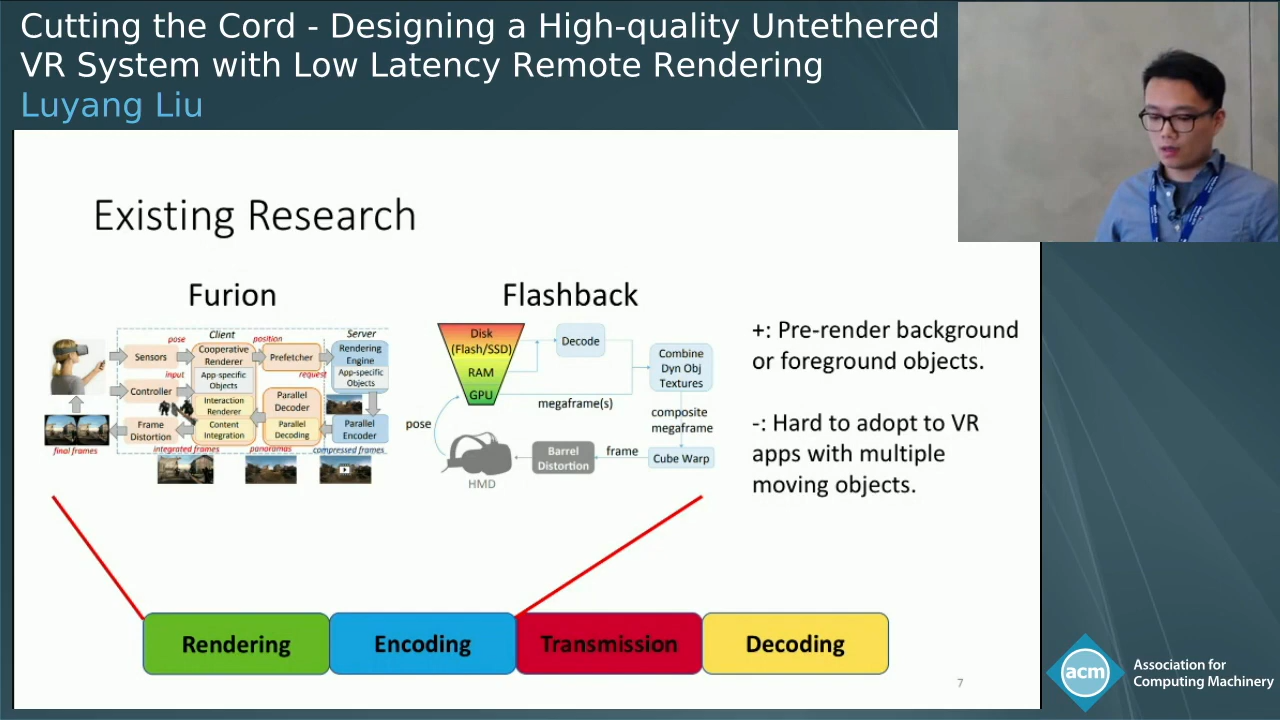 Cutting the Cord - Designing a High-quality Untethered
VR System with Low Latency Remote Rendering
Luyang Liu
Existing Research
Furion
Client
Server
pose
position
Sensors
Cooperative
Renderer
Prefetcher
Rendering
Engine
input
App-specific
Objects
request
App-specific
Objects
Controller
Interaction
Renderer
Parallel
Decoder
Frame
Distortion
Content
Integration
Parallel
Decoding
Parallel
Encoder
final frames
integrated frames
panoramas
compressed frames
Flashback
Disk
(Flash/SSD)
RAM
GPU
Decode
Combine
Dyn Obj
Textures
megaframe(s)
composite
megaframe
pose
Barrel
Distortion
frame
Cube Warp
HMD
+: Pre-render background
or foreground objects.
-: Hard to adopt to VR
apps with multiple
moving objects.
Rendering
Encoding
Transmission
Decoding
7
acm
Association for
Computing Machinery